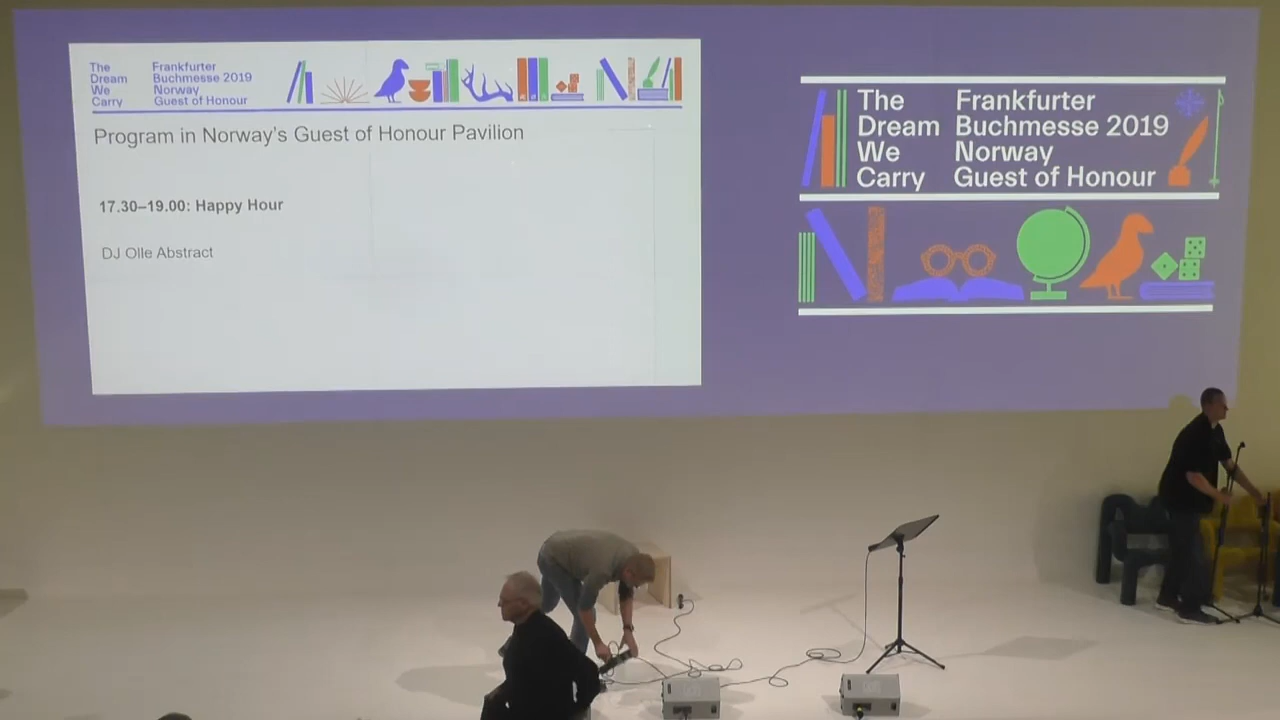 The
Dream
We
Carry
Frankfurter
Buchmesse 2019
Norway
Guest of Honour
Program in Norway's Guest of Honour Pavilion
17.30–19.00: Happy Hour
DJ Olle Abstract
The
Dream
We
Carry
Frankfurter
Buchmesse 2019
Norway
Guest of Honour